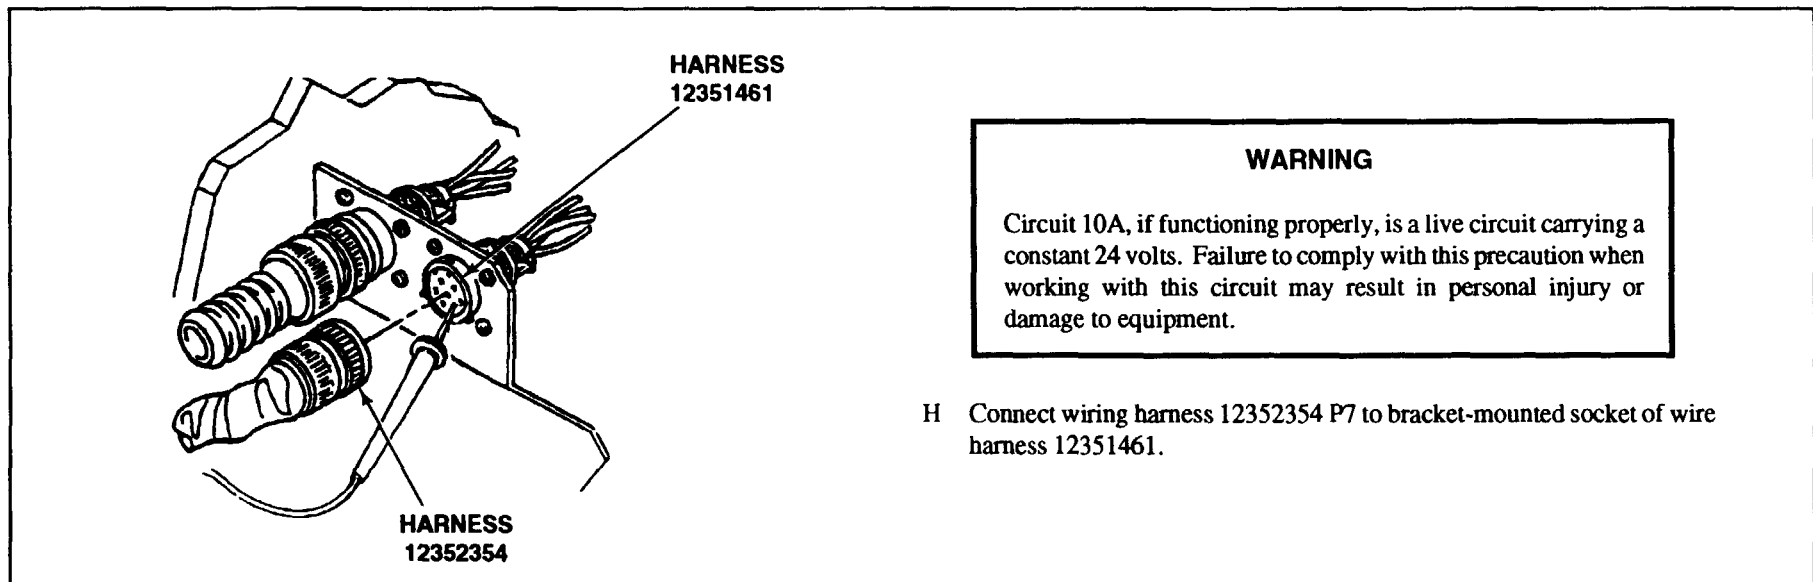 HARNESS
12351461
WARNING
Circuit 10A, if functioning properly, is a live circuit carrying a
constant 24 volts. Failure to comply with this precaution when
working with this circuit may result in personal injury or
damage to equipment.
H Connect wiring harness 12352354 P7 to bracket-mounted socket of wire
harness 12351461.
HARNESS
12352354